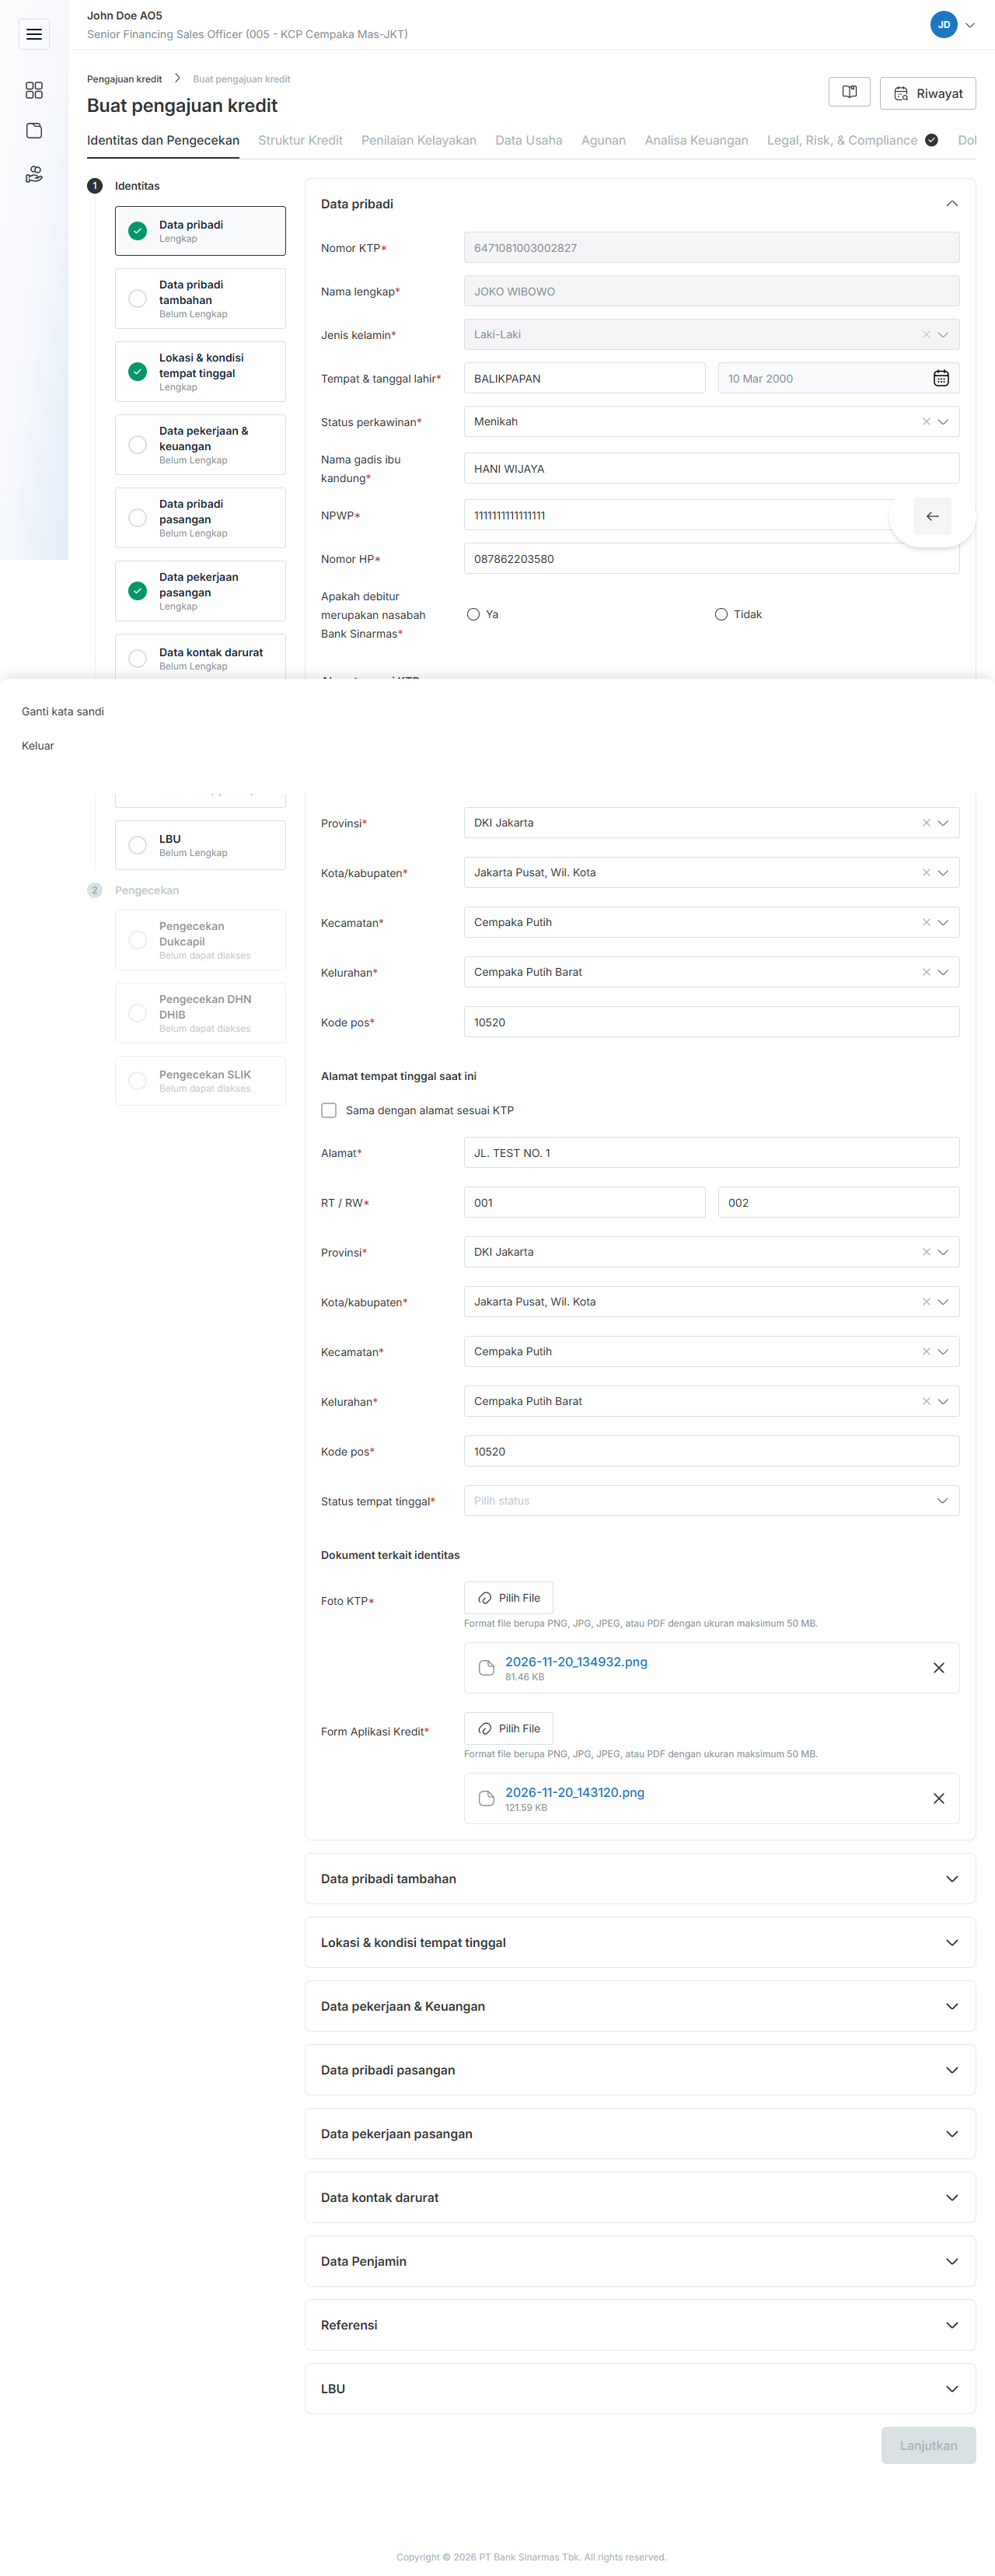 John Doe AO5
Senior Financing Sales Officer (005 - KCP Cempaka Mas-JKT)
JD
Pengajuan kredit
Buat pengajuan kredit
Buat pengajuan kredit
Riwayat
Identitas dan Pengecekan
Struktur Kredit
Penilaian Kelayakan
Data Usaha
Agunan
Analisa Keuangan
Legal, Risk, & Compliance
Dol
1
Identitas
Data pribadi
Lengkap
Data pribadi
tambahan
Belum Lengkap
Lokasi & kondisi
tempat tinggal
Lengkap
Data pekerjaan &
keuangan
Belum Lengkap
Data pribadi
pasangan
Belum Lengkap
Data pekerjaan
pasangan
Lengkap
Data kontak darurat
Belum Lengkap
Data pribadi
Nomor KTP*
6471081003002827
Nama lengkap*
JOKO WIBOWO
Jenis kelamin*
Laki-Laki
Tempat & tanggal lahir*
BALIKPAPAN
10 Mar 2000
Status perkawinan*
Menikah
Nama gadis ibu
kandung*
HANI WIJAYA
NPWP*
1111111111111111
Nomor HP*
087862203580
Apakah debitur
merupakan nasabah
Bank Sinarmas*
Ya
Tidak
Ganti kata sandi
Keluar
LBU
Belum Lengkap
2
Pengecekan
Pengecekan
Dukcapil
Belum dapat diakses
Pengecekan DHN
DHIB
Belum dapat diakses
Pengecekan SLIK
Belum dapat diakses
Provinsi*
DKI Jakarta
Kota/kabupaten*
Jakarta Pusat, Wil. Kota
Kecamatan*
Cempaka Putih
Kelurahan*
Cempaka Putih Barat
Kode pos*
10520
Alamat tempat tinggal saat ini
Sama dengan alamat sesuai KTP
Alamat*
JL. TEST NO. 1
RT / RW*
001
002
Provinsi*
DKI Jakarta
Kota/kabupaten*
Jakarta Pusat, Wil. Kota
Kecamatan*
Cempaka Putih
Kelurahan*
Cempaka Putih Barat
Kode pos*
10520
Status tempat tinggal*
Pilih status
Dokumen terkait identitas
Foto KTP*
Pilih File
Format file berupa PNG, JPG, JPEG, atau PDF dengan ukuran maksimum 50 MB.
2026-11-20_134932.png
81.46 KB
Form Aplikasi Kredit*
Pilih File
Format file berupa PNG, JPG, JPEG, atau PDF dengan ukuran maksimum 50 MB.
2026-11-20_143120.png
121.59 KB
Data pribadi tambahan
Lokasi & kondisi tempat tinggal
Data pekerjaan & Keuangan
Data pribadi pasangan
Data pekerjaan pasangan
Data kontak darurat
Data Penjamin
Referensi
LBU
Lanjutkan
Copyright © 2026 PT Bank Sinarmas Tbk. All rights reserved.